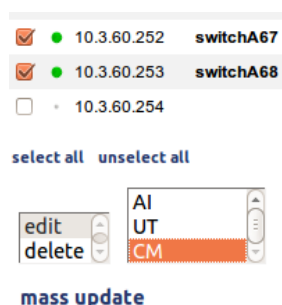 10.3.60.252 switchA67
10.3.60.253 switchA68
10.3.60.254
select all unselect all
edit
delete
AI
UT
CM
mass update